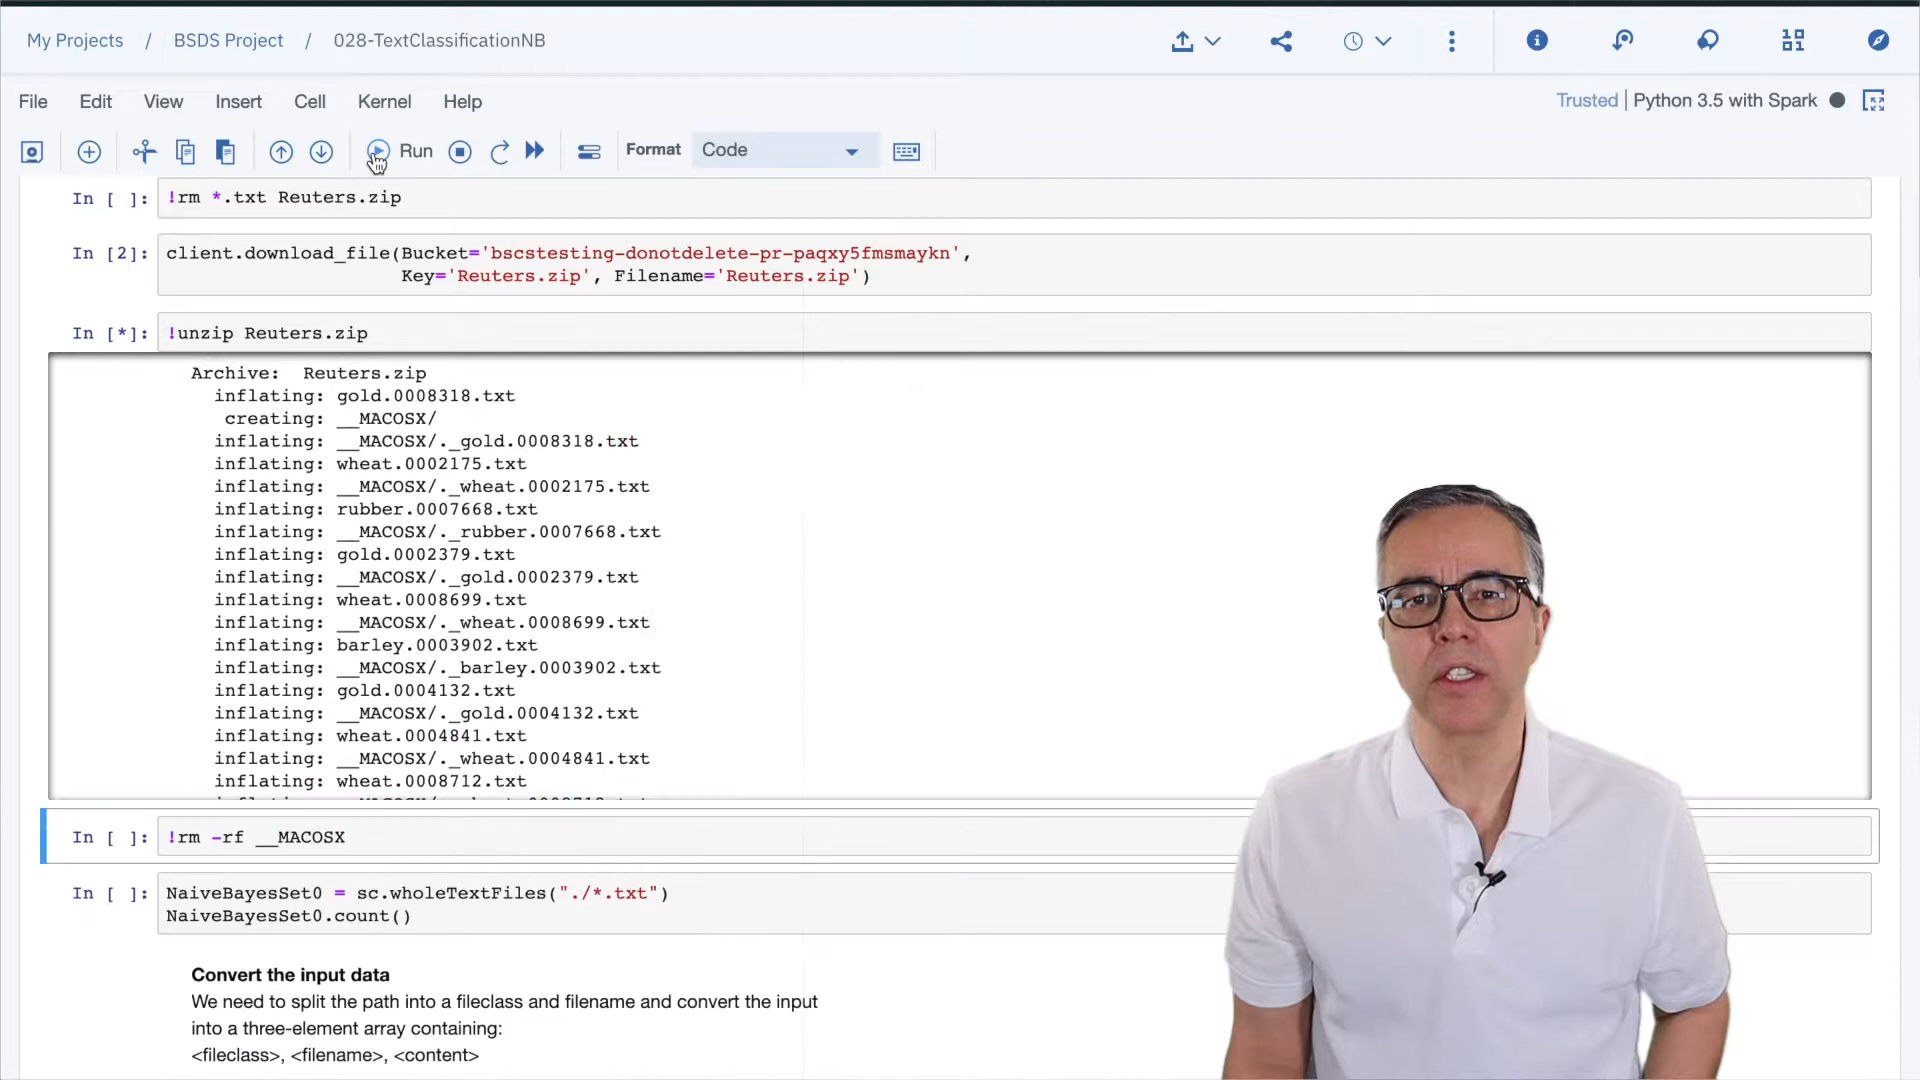 My Projects / BSDS Project / 028-TextClassificationNB
File Edit View Insert Cell Kernel Help
Trusted | Python 3.5 with Spark
Run
Format Code
In [ ]: !rm *.txt Reuters.zip
In [2]: client.download_file(Bucket='bscstesting-donotdelete-pr-paqxy5fmsmaykn',
Key='Reuters.zip', Filename='Reuters.zip')
In [*]: !unzip Reuters.zip
Archive:  Reuters.zip
inflating: gold.0008318.txt
creating: __MACOSX/
inflating: __MACOSX/._gold.0008318.txt
inflating: wheat.0002175.txt
inflating: __MACOSX/._wheat.0002175.txt
inflating: rubber.0007668.txt
inflating: __MACOSX/._rubber.0007668.txt
inflating: gold.0002379.txt
inflating: __MACOSX/._gold.0002379.txt
inflating: wheat.0008699.txt
inflating: __MACOSX/._wheat.0008699.txt
inflating: barley.0003902.txt
inflating: __MACOSX/._barley.0003902.txt
inflating: gold.0004132.txt
inflating: __MACOSX/._gold.0004132.txt
inflating: wheat.0004841.txt
inflating: __MACOSX/._wheat.0004841.txt
inflating: wheat.0008712.txt
In [ ]: !rm -rf __MACOSX
In [ ]: NaiveBayesSet0 = sc.wholeTextFiles("./*.txt")
NaiveBayesSet0.count()
Convert the input data
We need to split the path into a fileclass and filename and convert the input
into a three-element array containing:
<fileclass>, <filename>, <content>